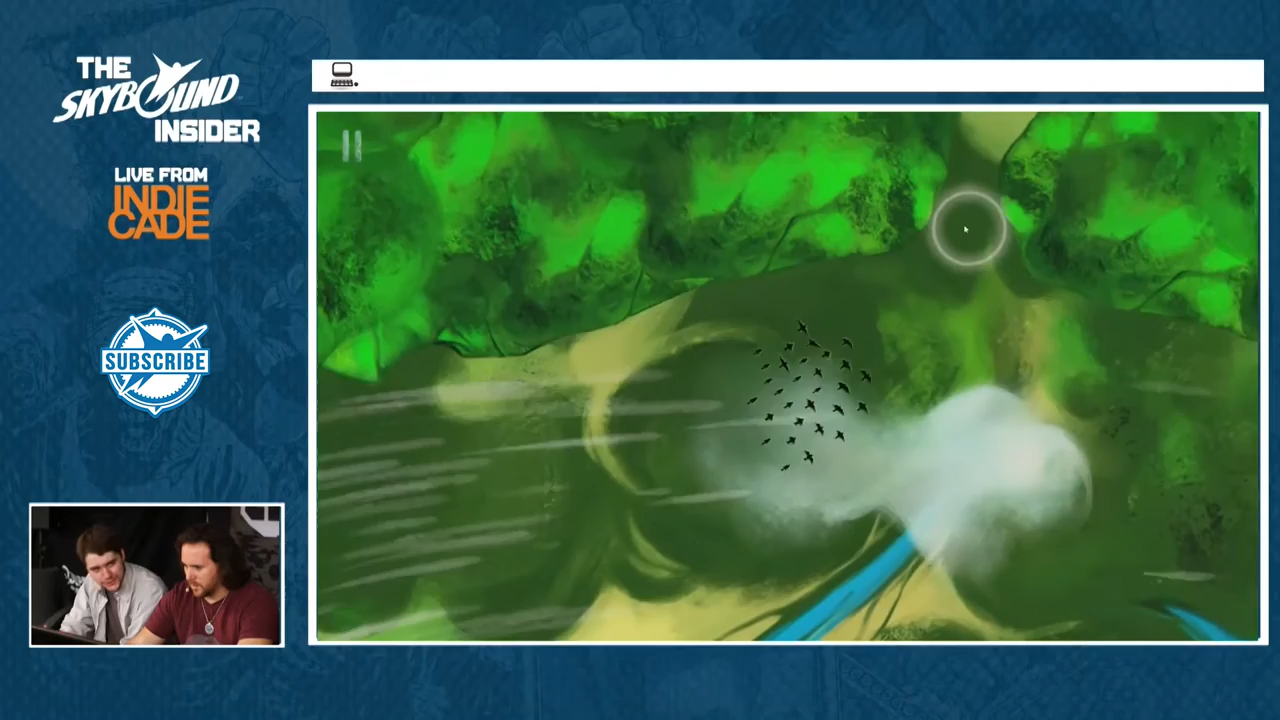 THE
SKYBOUND
INSIDER
LIVE FROM
INDIE
CADE
SUBSCRIBE